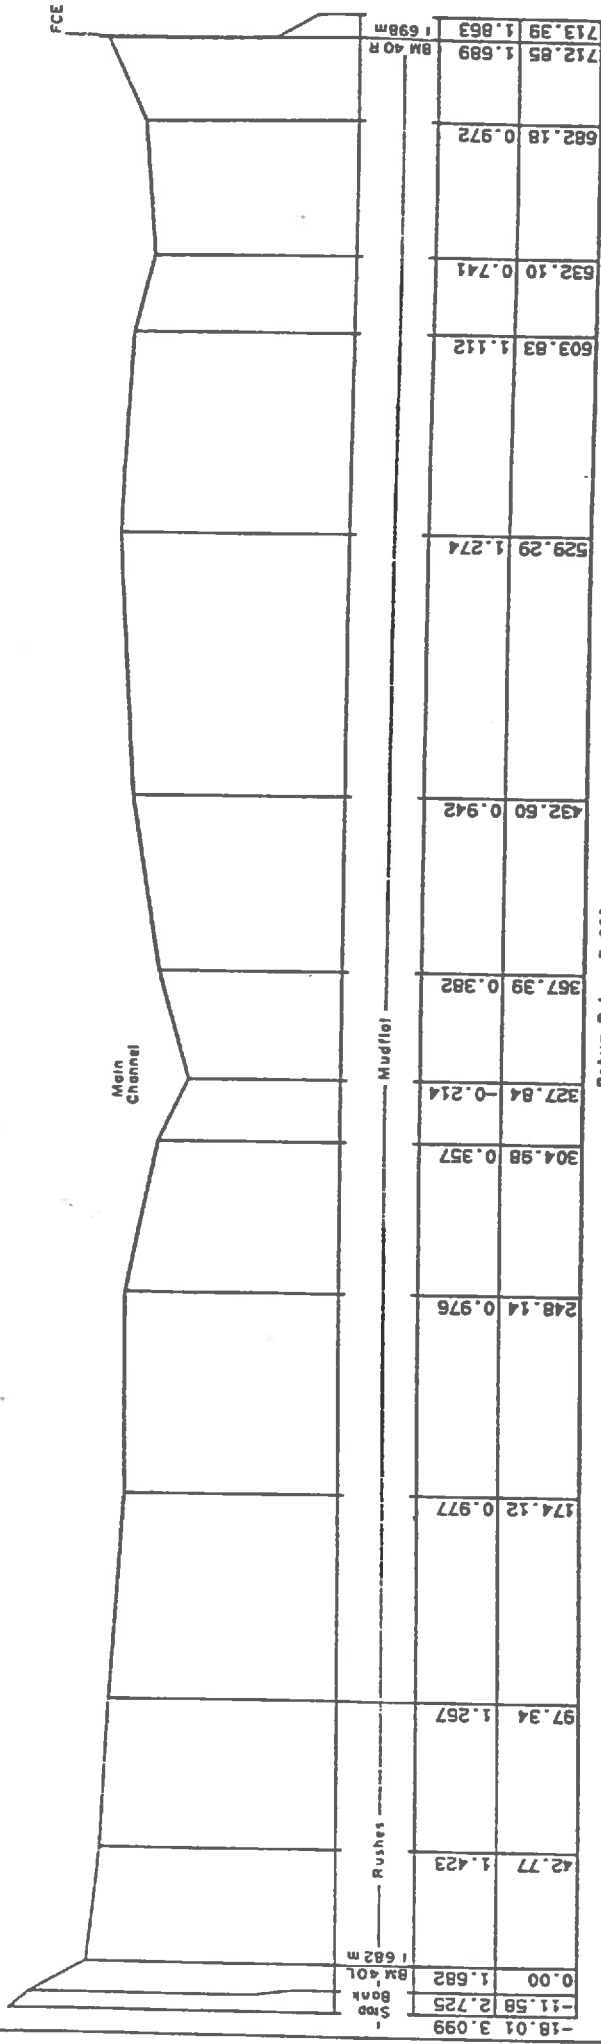 FCE
Main
Channel
Stop
Bank
BM 40L
1 682 m
Rushes
Mudflat
BM 40 R
1 698m
-18.01 3.099
-11.58 2.725
0.00 1.682
42.77 1.423
97.34 1.267
174.12 0.977
248.14 0.976
304.98 0.357
327.84 -0.214
367.39 0.382
432.60 0.942
529.29 1.274
603.83 1.112
632.10 0.741
682.18 0.972
712.85 1.689
713.39 1.863